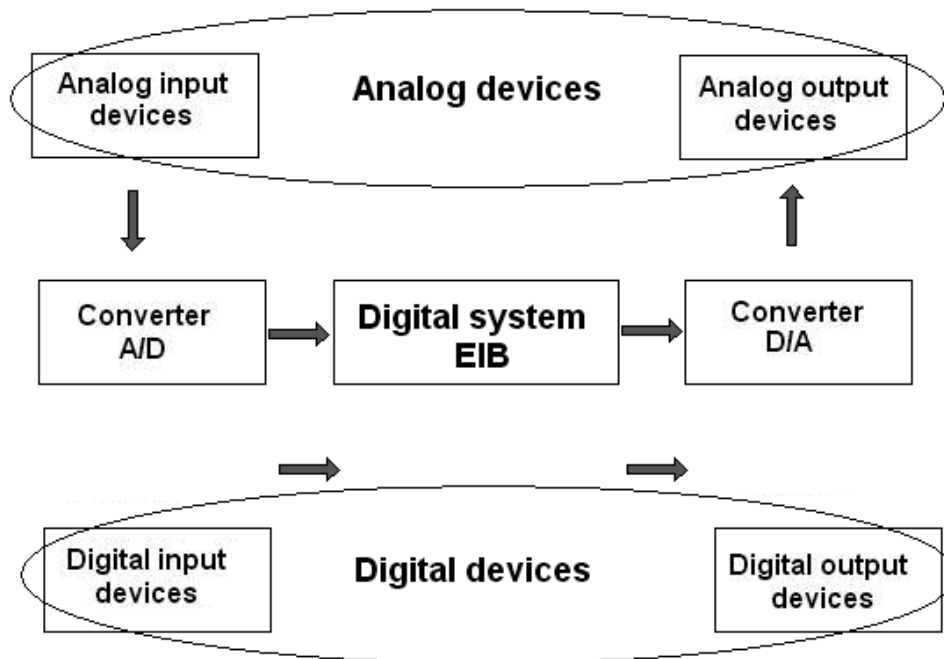 Analog input
devices
Analog devices
Analog output
devices
Converter
A/D
Digital system
EIB
Converter
D/A
Digital input
devices
Digital devices
Digital output
devices